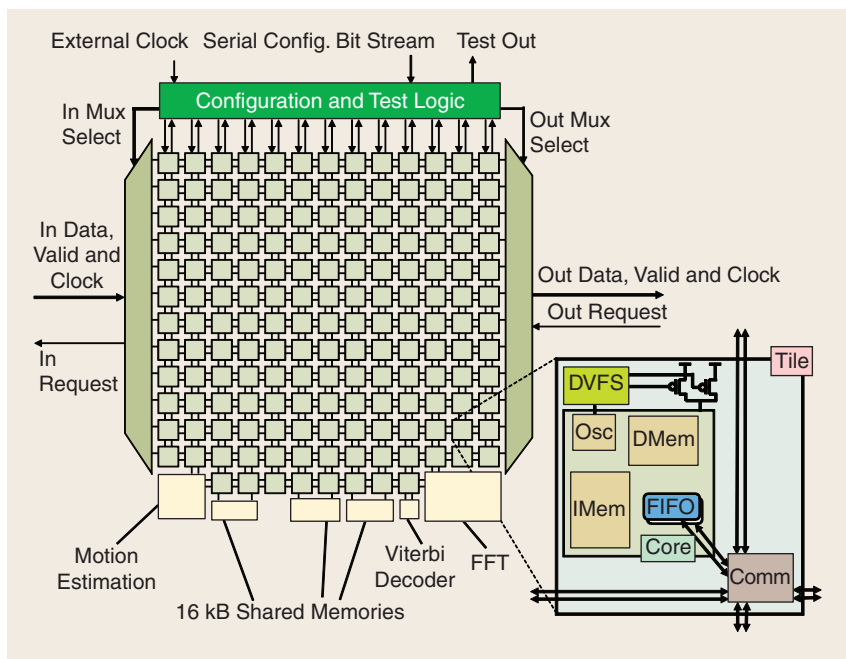 External Clock
Serial Config. Bit Stream
Test Out
In Mux
Select
Configuration and Test Logic
Out Mux
Select
In Data,
Valid and
Clock
Out Data, Valid and Clock
Out Request
In
Request
Tile
DVFS
Osc
DMem
IMem
FIFO
Core
Comm
Motion
Estimation
16 kB Shared Memories
Viterbi
Decoder
FFT